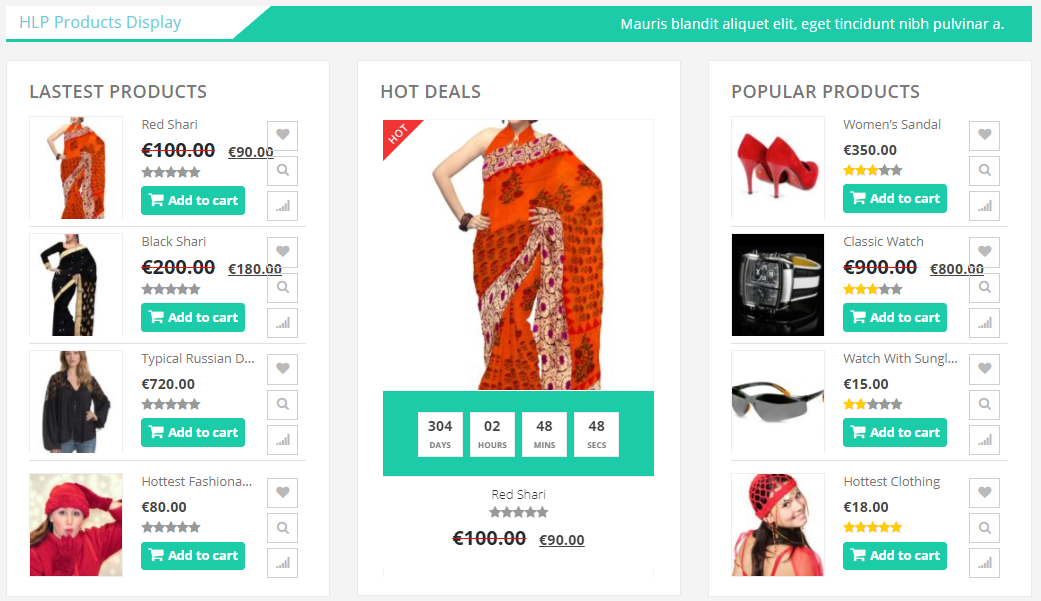 HLP Products Display
Mauris blandit aliquet elit, eget tincidunt nibh pulvinar a.
LASTEST PRODUCTS
Red Shari
€100.00 €90.00
Add to cart
Black Shari
€200.00 €180.00
Add to cart
Typical Russian D...
€720.00
Add to cart
Hottest Fashiona...
€80.00
Add to cart
HOT DEALS
HOT
304 02 48 48
DAYS HOURS MINS SECS
Red Shari
€100.00 €90.00
POPULAR PRODUCTS
Women’s Sandal
€350.00
Add to cart
Classic Watch
€900.00 €800.00
Add to cart
Watch With Sungl...
€15.00
Add to cart
Hottest Clothing
€18.00
Add to cart